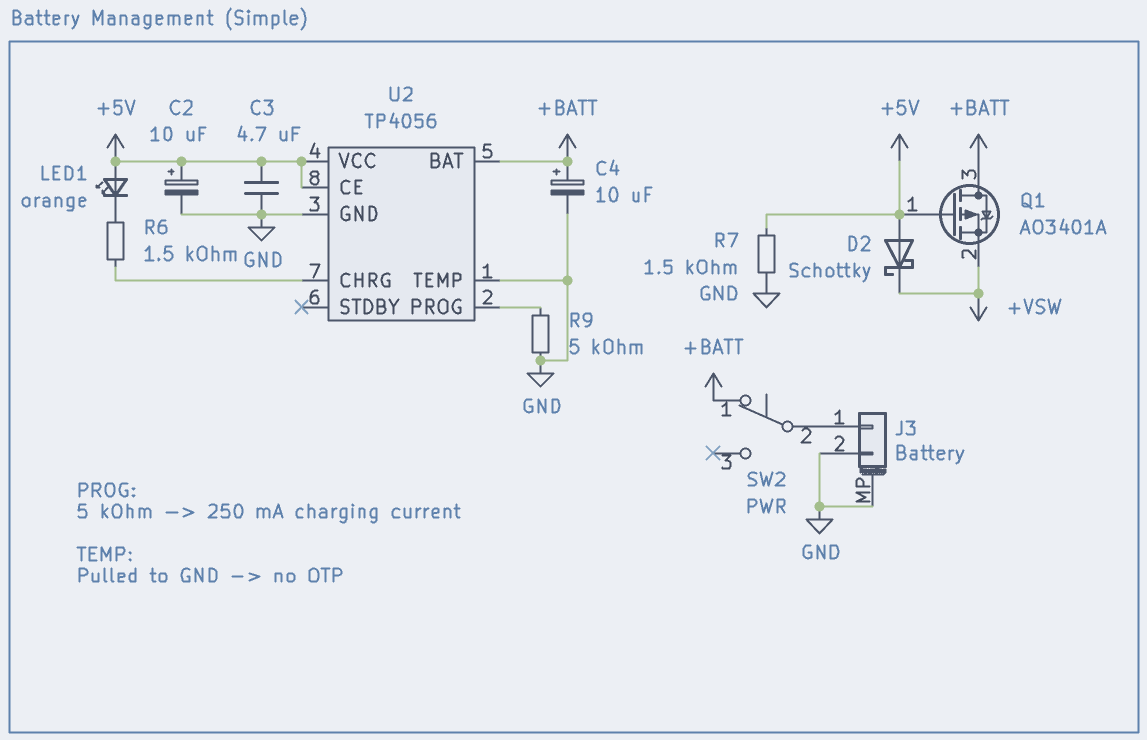 Battery Management (Simple)
+5V
C2
10 uF
C3
4.7 uF
U2
TP4056
+BATT
LED1
orange
R6
1.5 kOhm
GND
4
8
3
7
6
VCC
CE
GND
CHRG
STDBY
BAT
TEMP
PROG
5
1
2
C4
10 uF
R9
5 kOhm
GND
+5V
+BATT
3
1
2
Q1
AO3401A
R7
1.5 kOhm
GND
D2
Schottky
+VSW
+BATT
1
2
3
SW2
PWR
1
2
MP
J3
Battery
GND
PROG:
5 kOhm -> 250 mA charging current
TEMP:
Pulled to GND -> no OTP